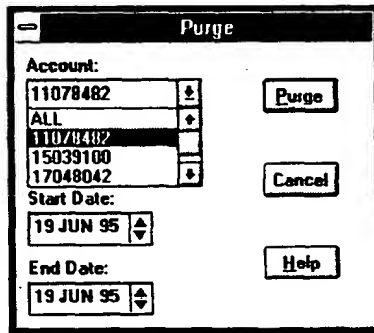 Purge
Account:
11078482
ALL
11078482
15039100
17048042
Start Date:
19 JUN 95
End Date:
19 JUN 95
Purge
Cancel
Help